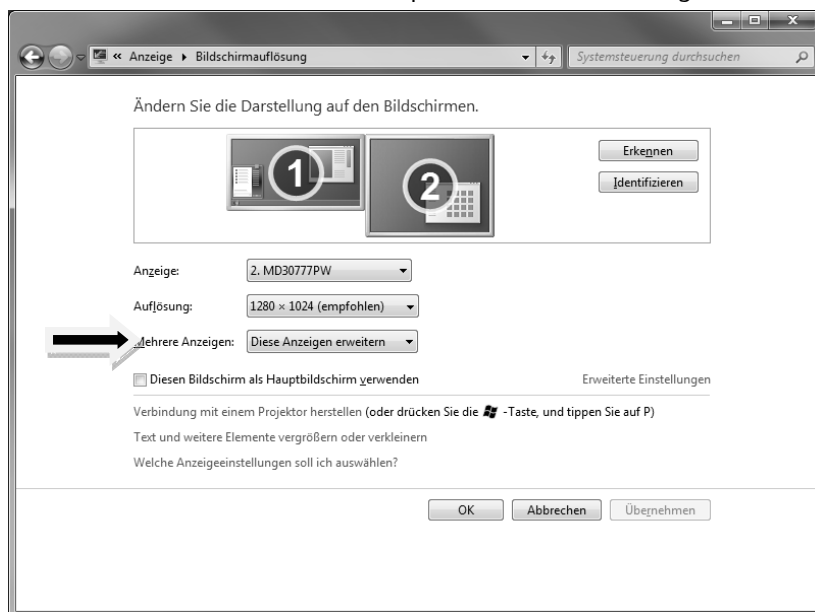 « Anzeige ▸ Bildschirmauflösung
Systemsteuerung durchsuchen
Ändern Sie die Darstellung auf den Bildschirmen.
1
2
Erkennen
Identifizieren
Anzeige: 2. MD30777PW
Auflösung: 1280 × 1024 (empfohlen)
Mehrere Anzeigen: Diese Anzeigen erweitern
Diesen Bildschirm als Hauptbildschirm verwenden Erweiterte Einstellungen
Verbindung mit einem Projektor herstellen (oder drücken Sie die -Taste, und tippen Sie auf P)
Text und weitere Elemente vergrößern oder verkleinern
Welche Anzeigeeinstellungen soll ich auswählen?
OK Abbrechen Übernehmen